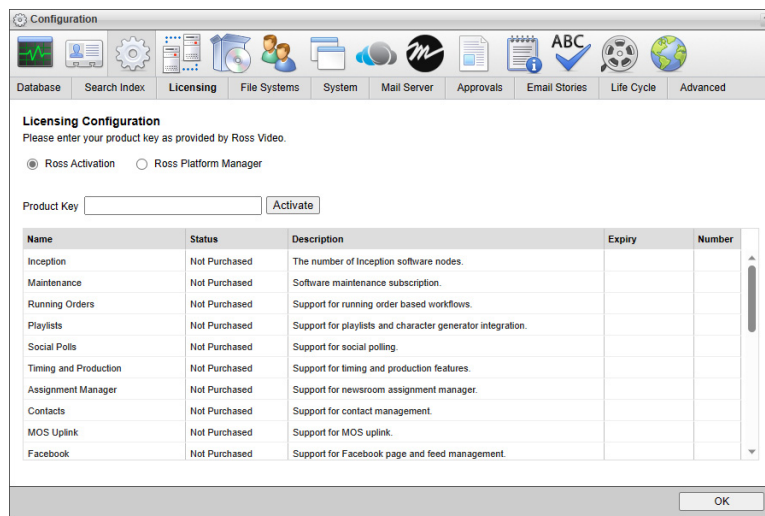 Configuration
ABC
Database Search Index Licensing File Systems System Mail Server Approvals Email Stories Life Cycle Advanced
Licensing Configuration
Please enter your product key as provided by Ross Video.
Ross Activation Ross Platform Manager
Product Key Activate
Name Status Description Expiry Number
Inception Not Purchased The number of Inception software nodes.
Maintenance Not Purchased Software maintenance subscription.
Running Orders Not Purchased Support for running order based workflows.
Playlists Not Purchased Support for playlists and character generator integration.
Social Polls Not Purchased Support for social polling.
Timing and Production Not Purchased Support for timing and production features.
Assignment Manager Not Purchased Support for newsroom assignment manager.
Contacts Not Purchased Support for contact management.
MOS Uplink Not Purchased Support for MOS uplink.
Facebook Not Purchased Support for Facebook page and feed management.
OK